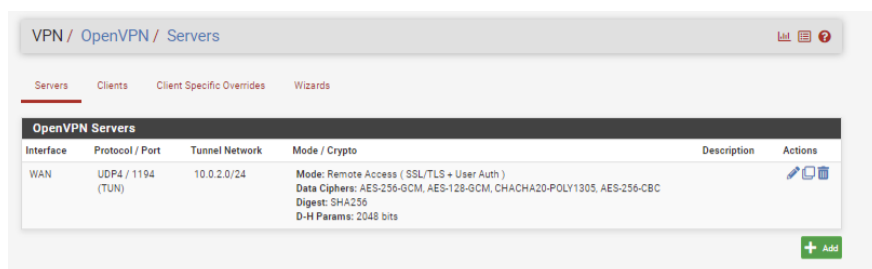 VPN / OpenVPN / Servers
Servers Clients Client Specific Overrides Wizards
OpenVPN Servers
Interface Protocol / Port Tunnel Network Mode / Crypto Description Actions
WAN UDP4 / 1194 10.0.2.0/24 Mode: Remote Access ( SSL/TLS + User Auth )
(TUN) Data Ciphers: AES-256-GCM, AES-128-GCM, CHACHA20-POLY1305, AES-256-CBC
Digest: SHA256
D-H Params: 2048 bits
Add